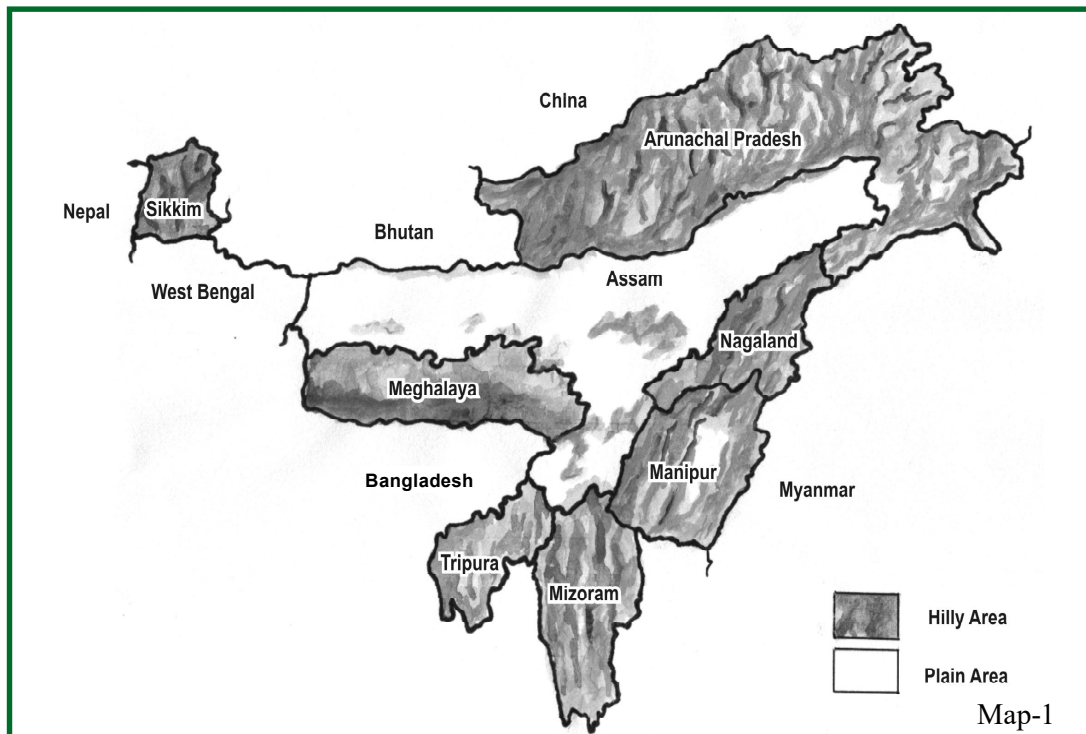 China
Arunachal Pradesh
Nepal
Sikkim
Bhutan
West Bengal
Assam
Nagaland
Meghalaya
Bangladesh
Manipur
Myanmar
Tripura
Mizoram
Hilly Area
Plain Area
Map-1